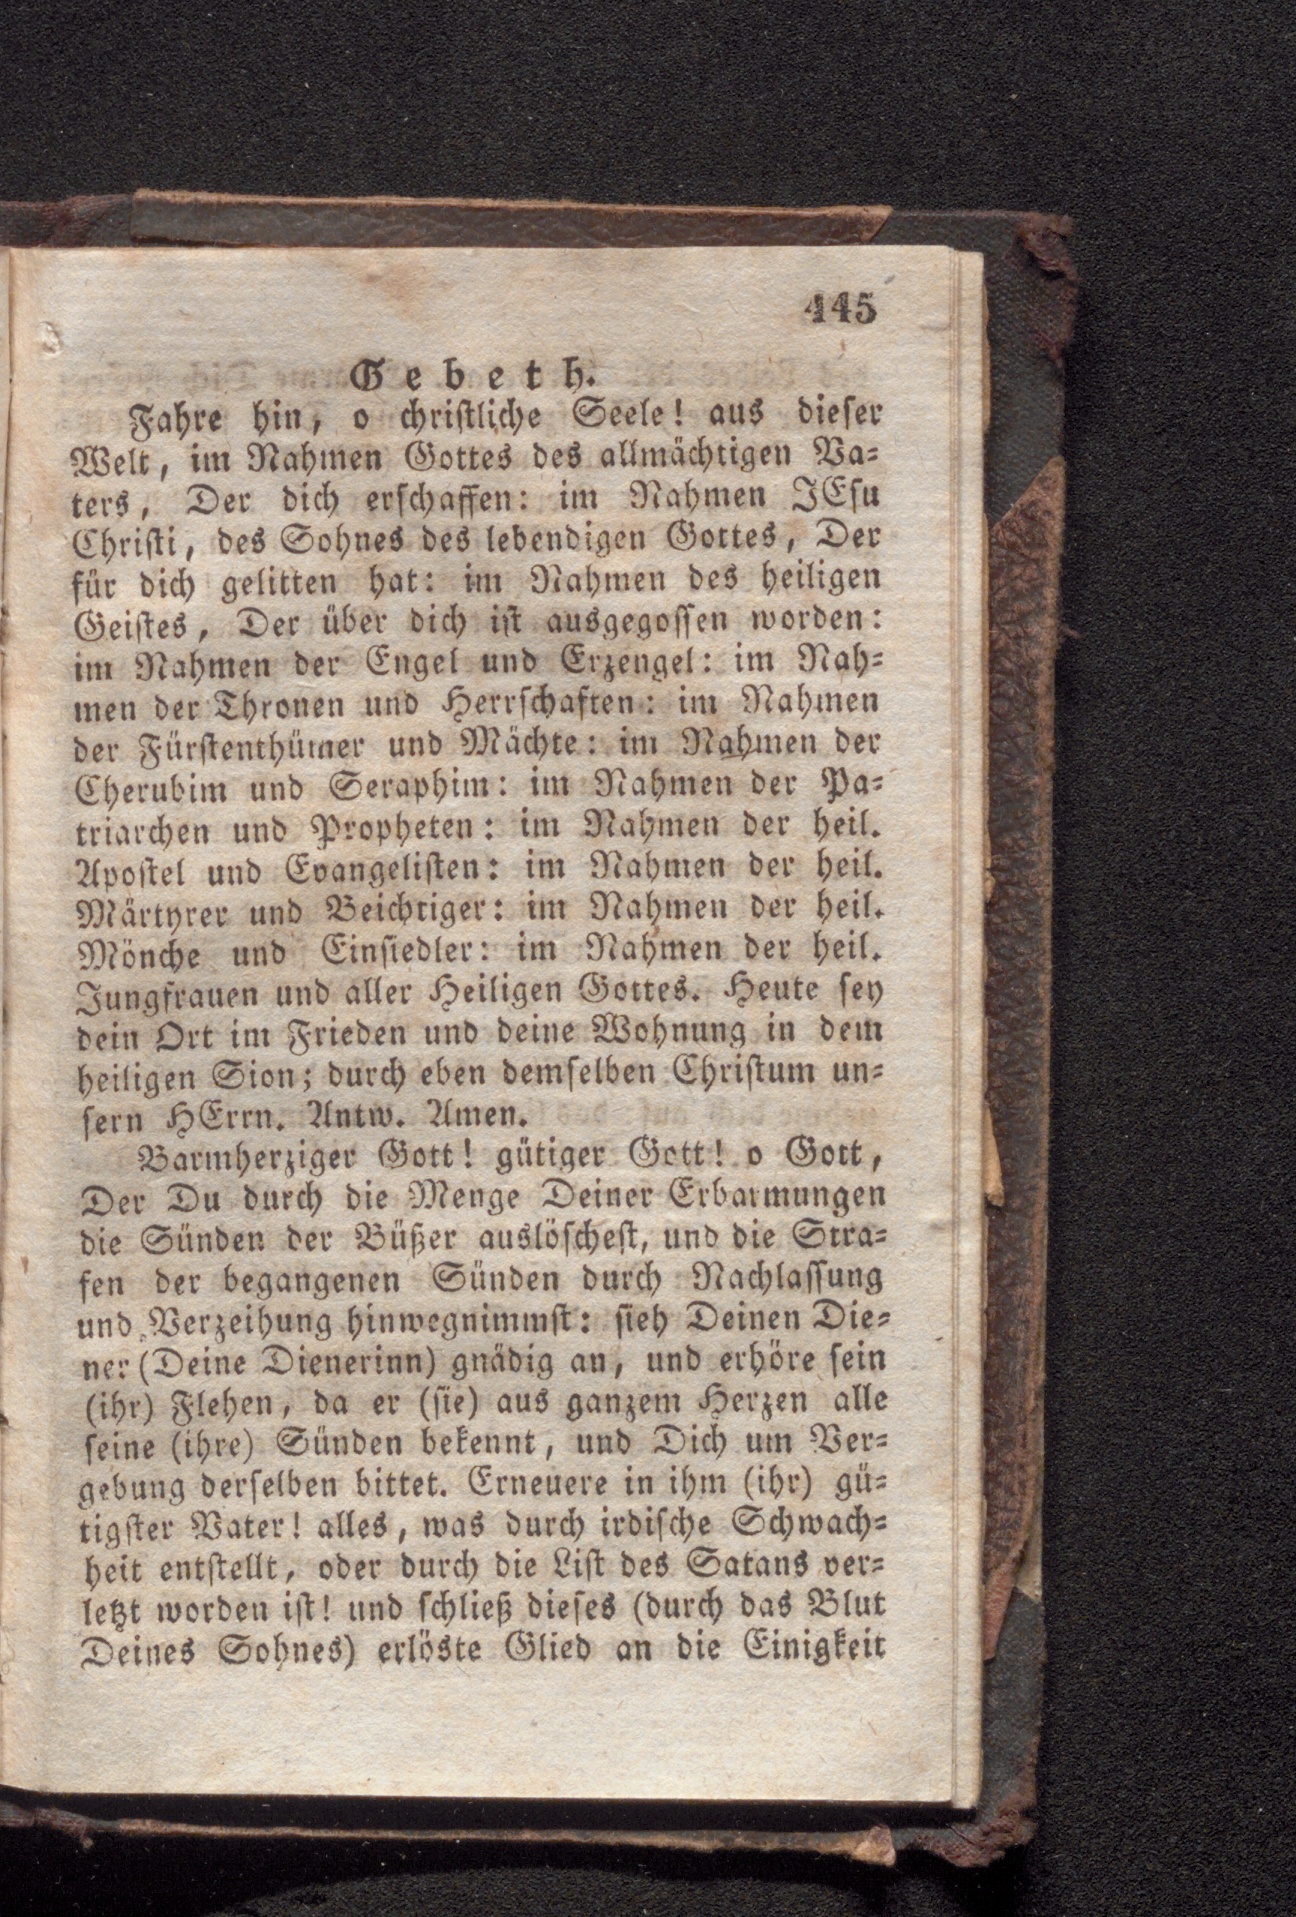 445
Gebeth.
Fahre hin, o christliche Seele! aus dieser
Welt, im Nahmen Gottes des allmächtigen Va-
ters, Der dich erschaffen: im Nahmen JEsu
Christi, des Sohnes des lebendigen Gottes, Der
für dich gelitten hat: im Nahmen des heiligen
Geistes, Der über dich ist ausgegossen worden:
im Nahmen der Engel und Erzengel: im Nah-
men der Thronen und Herrschaften: im Nahmen
der Fürstenthümer und Mächte: im Nahmen der
Cherubim und Seraphim: im Nahmen der Pa-
triarchen und Propheten: im Nahmen der heil.
Apostel und Evangelisten: im Nahmen der heil.
Märtyrer und Beichtiger: im Nahmen der heil.
Mönche und Einsiedler: im Nahmen der heil.
Jungfrauen und aller Heiligen Gottes. Heute sey
dein Ort im Frieden und deine Wohnung in dem
heiligen Sion; durch eben demselben Christum un-
sern HErrn. Antw. Amen.
Barmherziger Gott! gütiger Gott! o Gott,
Der Du durch die Menge Deiner Erbarmungen
die Sünden der Büßer auslöschest, und die Stra-
fen der begangenen Sünden durch Nachlassung
und Verzeihung hinwegnimmst: sieh Deinen Die-
ner (Deine Dienerinn) gnädig an, und erhöre sein
(ihr) Flehen, da er (sie) aus ganzem Herzen alle
seine (ihre) Sünden bekennt, und Dich um Ver-
gebung derselben bittet. Erneuere in ihm (ihr) gü-
tigster Vater! alles, was durch irdische Schwach-
heit entstellt, oder durch die List des Satans ver-
letzt worden ist! und schließ dieses (durch das Blut
Deines Sohnes) erlöste Glied an die Einigkeit